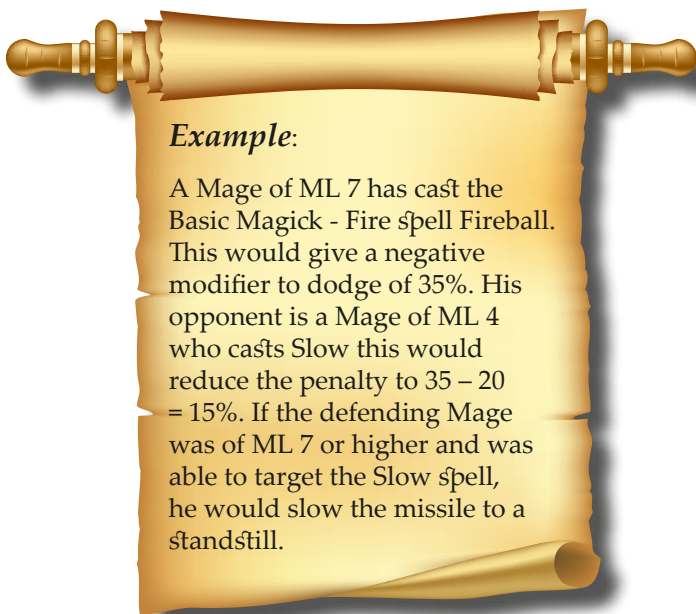 Example:
A Mage of ML 7 has cast the
Basic Magick - Fire spell Fireball.
This would give a negative
modifier to dodge of 35%. His
opponent is a Mage of ML 4
who casts Slow this would
reduce the penalty to 35 – 20
= 15%. If the defending Mage
was of ML 7 or higher and was
able to target the Slow spell,
he would slow the missile to a
standstill.